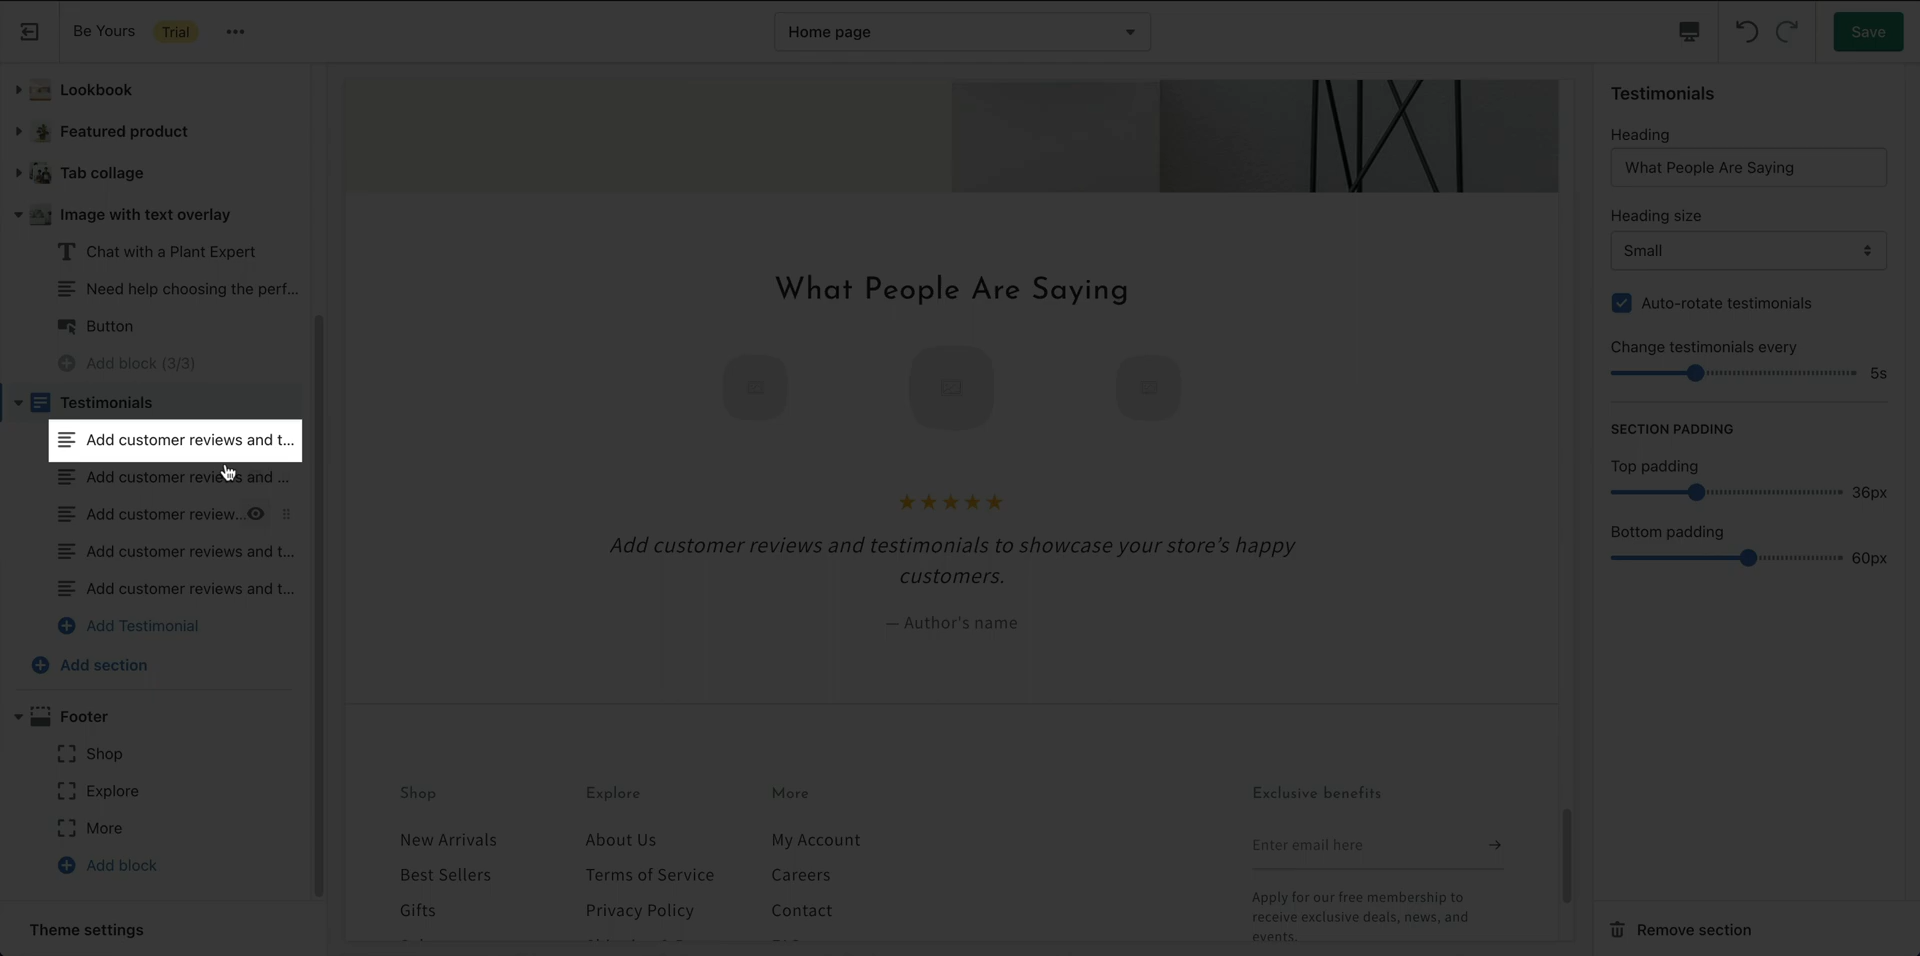 Be Yours
Trial
Home page
Save
Lookbook
Featured product
Tab collage
Image with text overlay
Chat with a Plant Expert
Need help choosing the perf...
Button
Add block (3/3)
Testimonials
Add customer reviews and t...
Add customer reviews and ...
Add customer review...
Add customer reviews and t...
Add customer reviews and t...
Add Testimonial
Add section
Footer
Shop
Explore
More
Add block
Theme settings
What People Are Saying
★★★★★
Add customer reviews and testimonials to showcase your store's happy
customers.
— Author's name
Shop
New Arrivals
Best Sellers
Gifts
Explore
About Us
Terms of Service
Privacy Policy
More
My Account
Careers
Contact
Exclusive benefits
Enter email here
Apply for our free membership to
receive exclusive deals, news, and
events.
Testimonials
Heading
What People Are Saying
Heading size
Small
Auto-rotate testimonials
Change testimonials every
5s
SECTION PADDING
Top padding
36px
Bottom padding
60px
Remove section